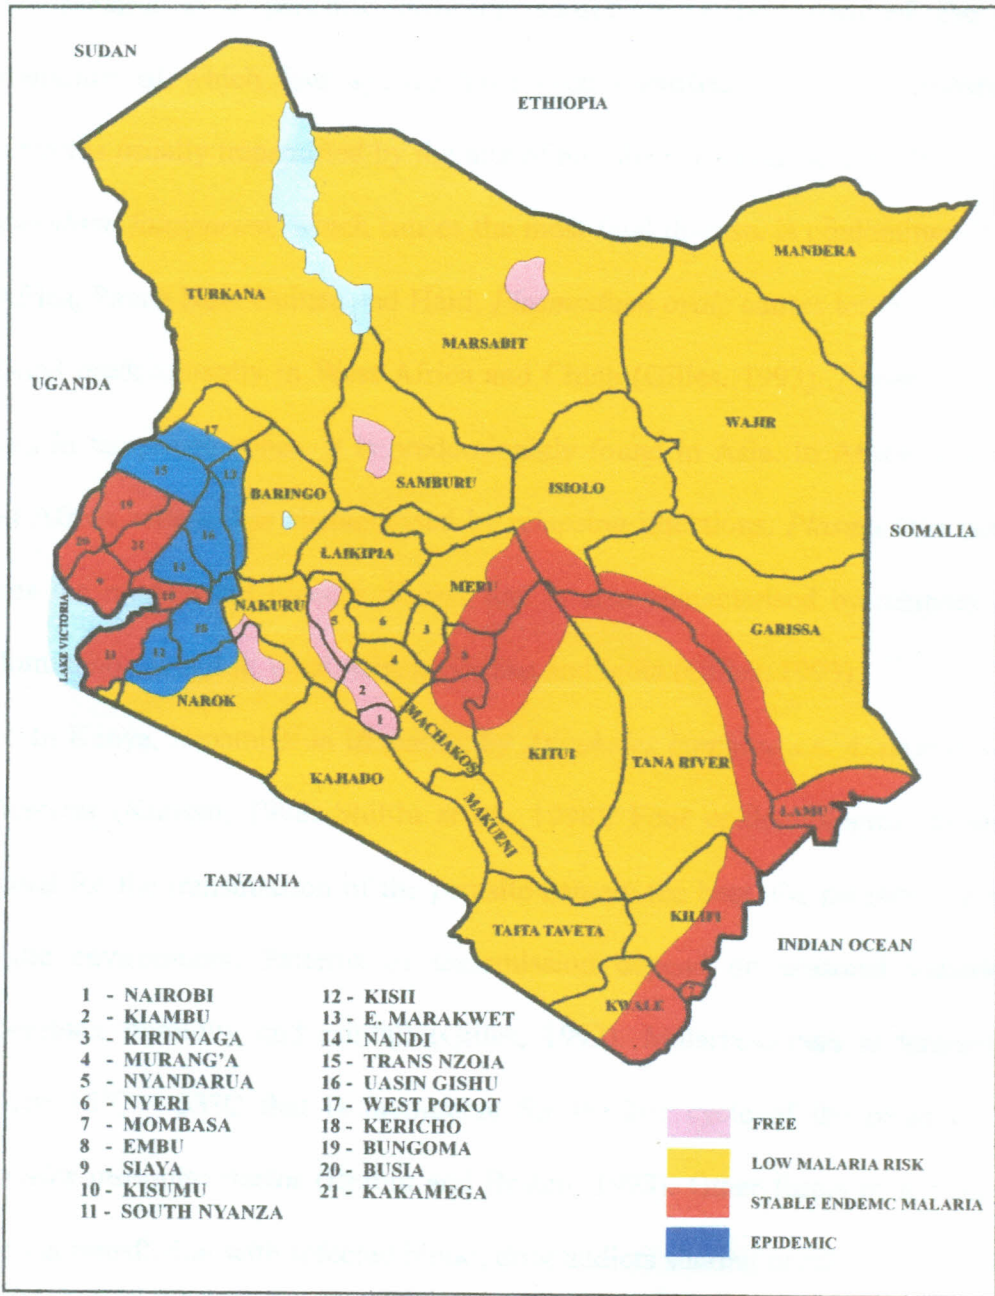 SUDAN
ETHIOPIA
MANDERA
TURKANA
MARSABIT
UGANDA
WAJIR
17
15
13
BARINGO
SAMBURU
ISIOLO
SOMALIA
19
20
21
16
14
LAIKIPIA
MERU
9
10
NAKURU
5
6
3
GARISSA
LAKE VICTORIA
18
11
12
4
8
NAROK
2
1
MACHAKOS
KITUI
TANA RIVER
KAJIADO
LAMU
MAKUENI
TANZANIA
KILIFI
TAITA TAVETA
INDIAN OCEAN
KWALE
7
1 - NAIROBI
2 - KIAMBU
3 - KIRINYAGA
4 - MURANG'A
5 - NYANDARUA
6 - NYERI
7 - MOMBASA
8 - EMBU
9 - SIAYA
10 - KISUMU
11 - SOUTH NYANZA
12 - KISII
13 - E. MARAKWET
14 - NANDI
15 - TRANS NZOIA
16 - UASIN GISHU
17 - WEST POKOT
18 - KERICHO
19 - BUNGOMA
20 - BUSIA
21 - KAKAMEGA
FREE
LOW MALARIA RISK
STABLE ENDEMC MALARIA
EPIDEMIC